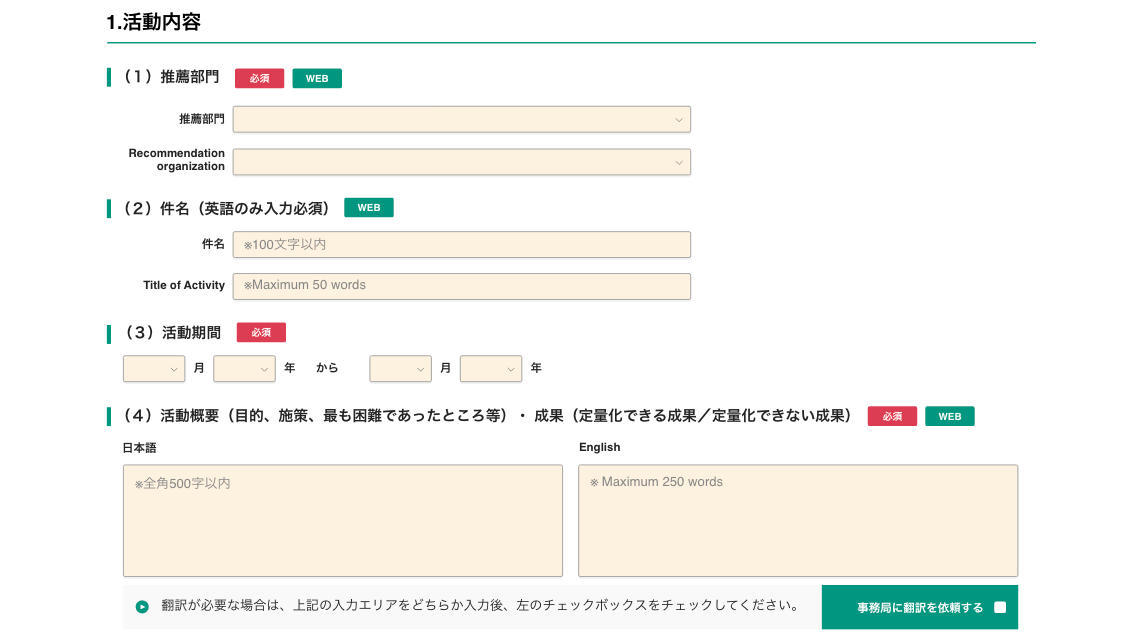 1.活動内容
（1）推薦部門 必須 WEB
推薦部門
Recommendation
organization
（2）件名（英語のみ入力必須） WEB
件名 ※100文字以内
Title of Activity ※Maximum 50 words
（3）活動期間 必須
月 年 から 月 年
（4）活動概要（目的、施策、最も困難であったところ等）・ 成果（定量化できる成果／定量化できない成果） 必須 WEB
日本語 English
※全角500字以内 ※ Maximum 250 words
翻訳が必要な場合は、上記の入力エリアをどちらか入力後、左のチェックボックスをチェックしてください。 事務局に翻訳を依頼する